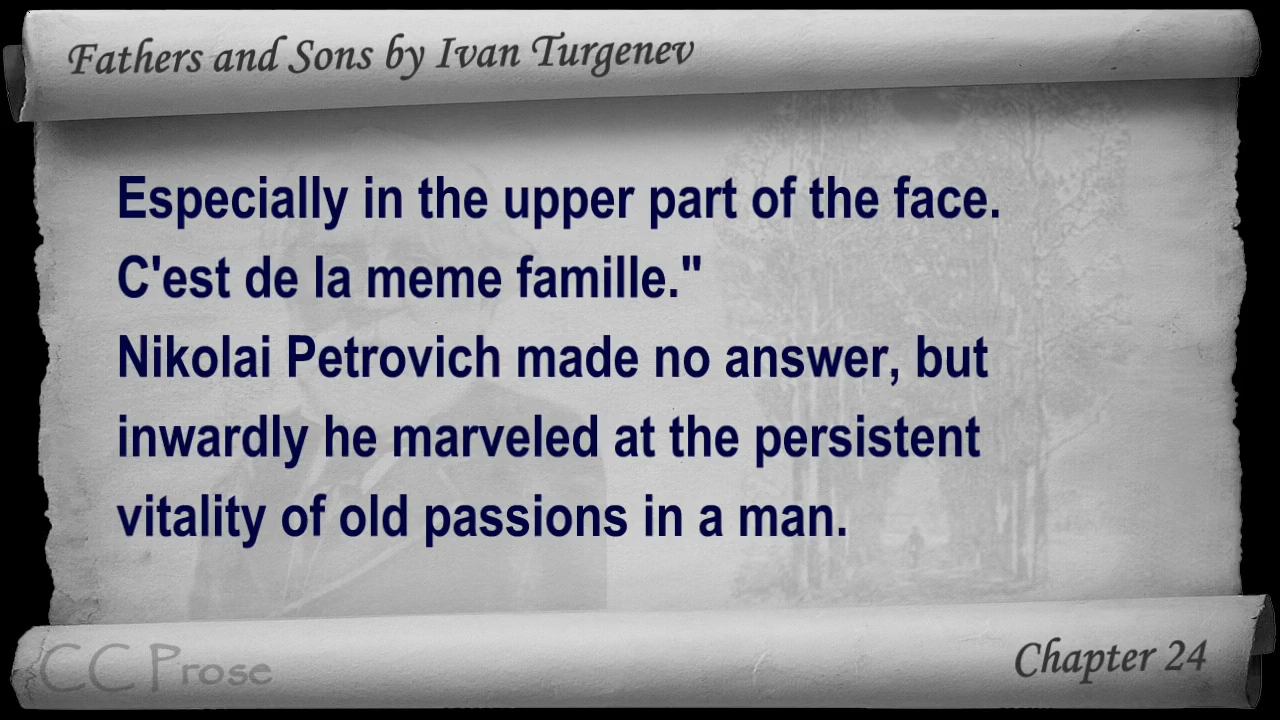 Fathers and Sons by Ivan Turgenev
Especially in the upper part of the face.
C'est de la meme famille."
Nikolai Petrovich made no answer, but
inwardly he marveled at the persistent
vitality of old passions in a man.
CC Prose
Chapter 24